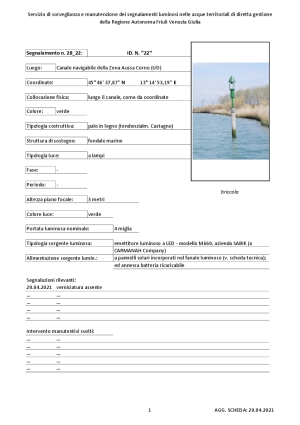 Servizio di sorveglianza e manutenzione dei segnalamenti luminosi nelle acque territoriali di diretta gestione
della Regione Autonoma Friuli Venezia Giulia
Segnalamento n. 28_22: ID. N. "22"
Luogo: Canale navigabile della Zona Aussa Corno (UD)
Coordinate: 45° 46' 37,87" N 13° 14' 53,19" E
Collocazione fisica: lungo il canale, come da coordinate
Colore: verde
Tipologia costruttiva: palo in legno (tendenzialm. Castagno)
Struttura di sostegno: fondale marino
Tipologia luce: a lampi
Fase: -
Periodo: -
briccole
Altezza piano focale: 3 metri
Colore luce: verde
Portata luminosa nominale: 4 miglia
Tipologia sorgente luminosa: emettitore luminoso a LED - modello M660, azienda SABIK (a
CARMANAH Company)
Alimentazione sorgente lumin.: a pannelli solari incorporati nel fanale luminoso (v. scheda tecnica);
ed annessa batteria ricaricabile
Segnalazioni rilevanti:
20.04.2021 verniciatura assente
... ...
... ...
... ...
... ...
Intervento manutentivi svolti:
... ...
... ...
... ...
... ...
... ...
1 AGG. SCHEDA: 20.04.2021